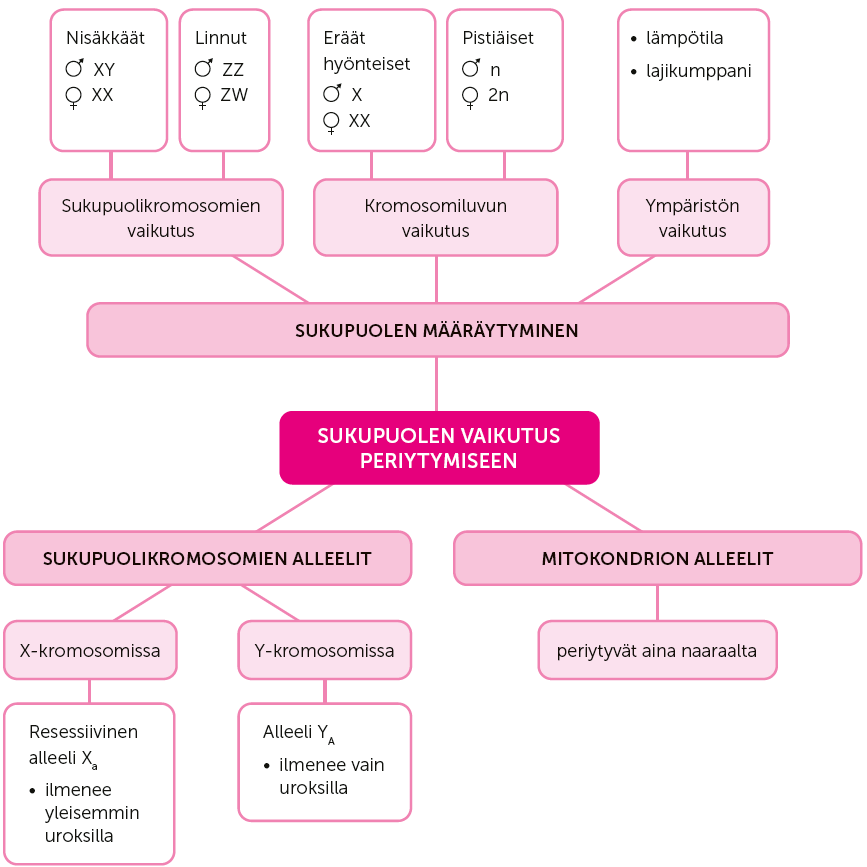 Nisäkkäät
♂ XY
♀ XX
Linnut
♂ ZZ
♀ ZW
Eräät
hyönteiset
♂ X
♀ XX
Pistiäiset
♂ n
♀ 2n
• lämpötila
• lajikumppani
Sukupuolikromosomien
vaikutus
Kromosomiluvun
vaikutus
Ympäristön
vaikutus
SUKUPUOLEN MÄÄRÄYTYMINEN
SUKUPUOLEN VAIKUTUS
PERIYTYMISEEN
SUKUPUOLIKROMOSOMIEN ALLEELIT
MITOKONDRION ALLEELIT
X-kromosomissa
Y-kromosomissa
periytyvät aina naaraalta
Resessiivinen
alleeli Xa
• ilmenee
yleisemmin
uroksilla
Alleeli YA
• ilmenee vain
uroksilla